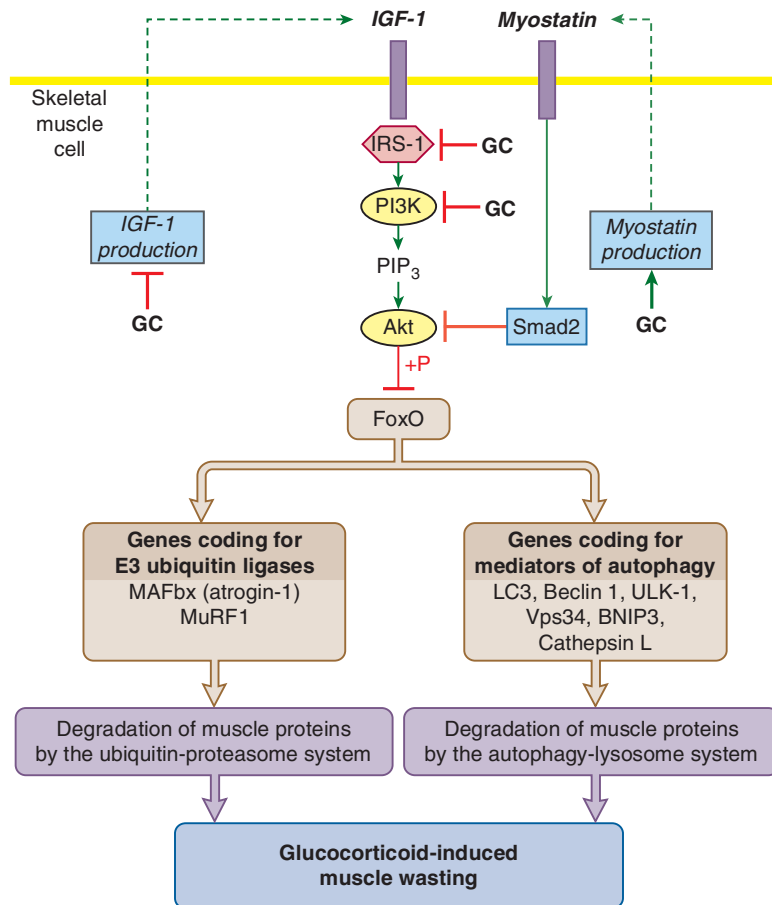 IGF-1
Myostatin
Skeletal
muscle
cell
IRS-1
GC
PI3K
GC
IGF-1
production
Myostatin
production
PIP3
GC
Akt
Smad2
GC
+P
FoxO
Genes coding for
E3 ubiquitin ligases
MAFbx (atrogin-1)
MuRF1
Genes coding for
mediators of autophagy
LC3, Beclin 1, ULK-1,
Vps34, BNIP3,
Cathepsin L
Degradation of muscle proteins
by the ubiquitin-proteasome system
Degradation of muscle proteins
by the autophagy-lysosome system
Glucocorticoid-induced
muscle wasting